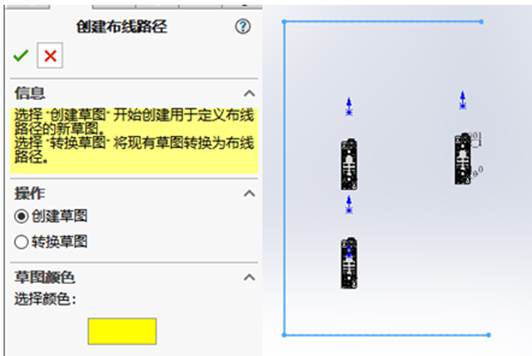 创建布线路径
信息
选择 "创建草图" 开始创建用于定义布线
路径的新草图。
选择 "转换草图" 将现有草图转换为布线
路径。
操作
创建草图
转换草图
草图颜色
选择颜色：